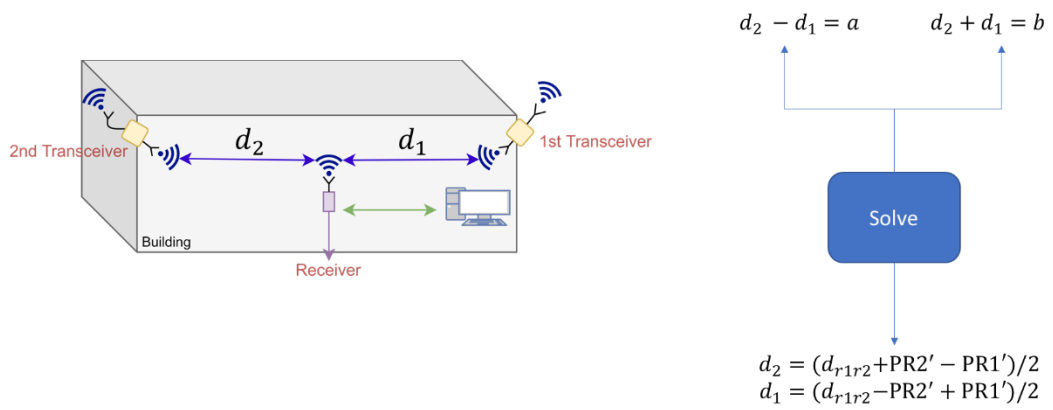 d₂ − d₁ = a
d₂ + d₁ = b
2nd Transceiver
d₂
d₁
1st Transceiver
Building
Receiver
Solve
d₂ = (dᵣ₁ᵣ₂+PR2′ − PR1′)/2
d₁ = (dᵣ₁ᵣ₂−PR2′ + PR1′)/2